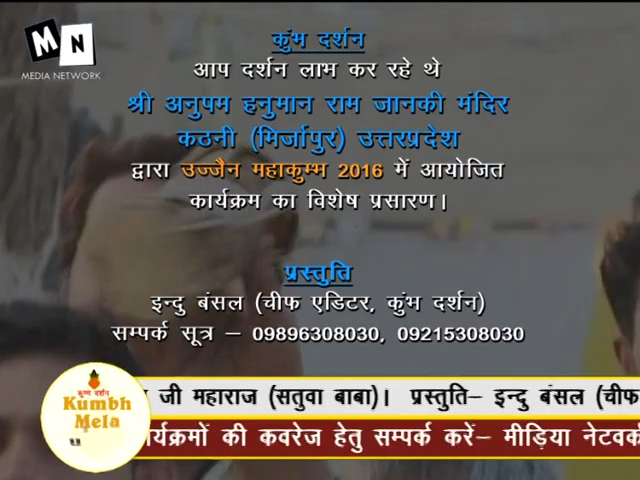 MN
MEDIA NETWORK
कुंभ दर्शन
आप दर्शन लाभ कर रहे थे
श्री अनुपम हनुमान राम जानकी मंदिर
कठनी (मिर्जापुर) उत्तरप्रदेश
द्वारा उज्जैन महाकुम्भ 2016 में आयोजित
कार्यक्रम का विशेष प्रसारण।
प्रस्तुति
इन्दु बंसल (चीफ एडिटर, कुंभ दर्शन)
सम्पर्क सूत्र – 09896308030, 09215308030
जी महाराज (सतुवा बाबा)। प्रस्तुति– इन्दु बंसल (चीफ
कुम्भ दर्शन
Kumbh
Mela
कार्यक्रमों की कवरेज हेतु सम्पर्क करें– मीडिया नेटवर्क